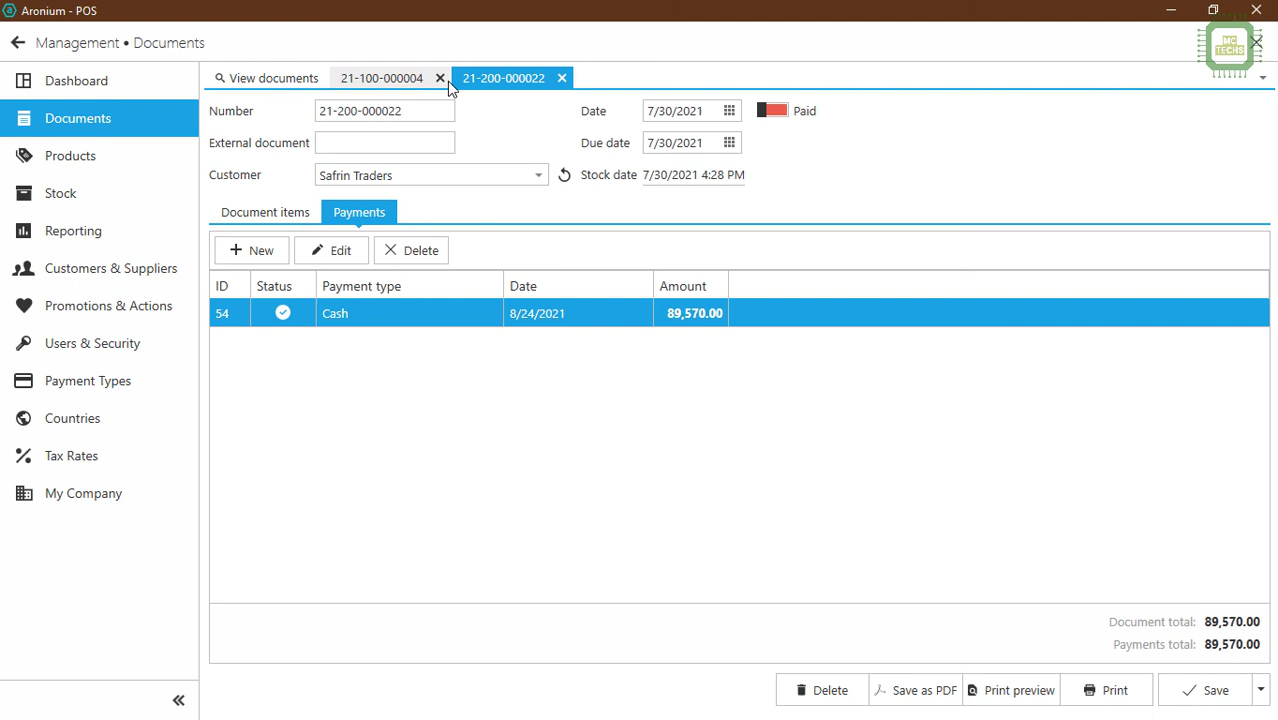 Aronium - POS
Management • Documents
MC TECHS
Dashboard
Documents
Products
Stock
Reporting
Customers & Suppliers
Promotions & Actions
Users & Security
Payment Types
Countries
Tax Rates
My Company
View documents 21-100-000004 21-200-000022
Number 21-200-000022 Date 7/30/2021 Paid
External document Due date 7/30/2021
Customer Safrin Traders Stock date 7/30/2021 4:28 PM
Document items Payments
New Edit Delete
ID Status Payment type Date Amount
54 Cash 8/24/2021 89,570.00
Document total: 89,570.00
Payments total: 89,570.00
Delete Save as PDF Print preview Print Save